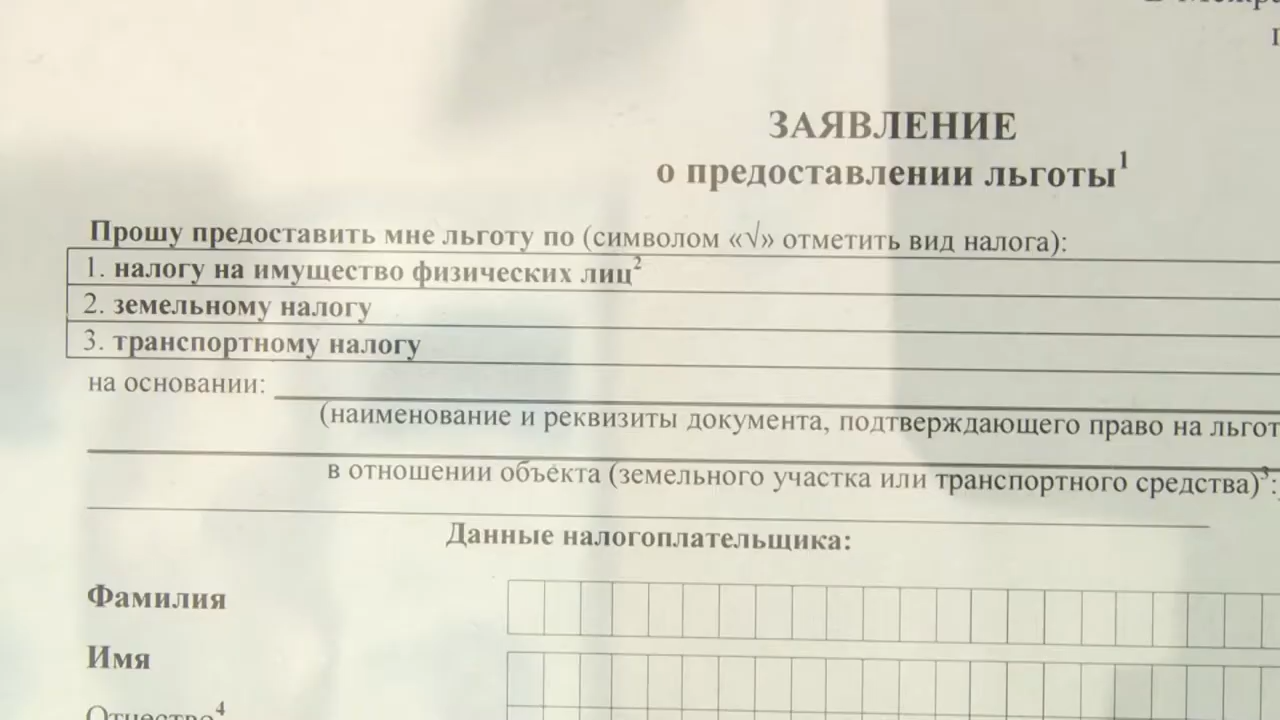 ЗАЯВЛЕНИЕ
о предоставлении льготы¹
Прошу предоставить мне льготу по (символом «√» отметить вид налога):
1. налогу на имущество физических лиц²
2. земельному налогу
3. транспортному налогу
на основании:
(наименование и реквизиты документа, подтверждающего право на льгот
в отношении объекта (земельного участка или транспортного средства)³:
Данные налогоплательщика:
Фамилия
Имя
Отчество⁴